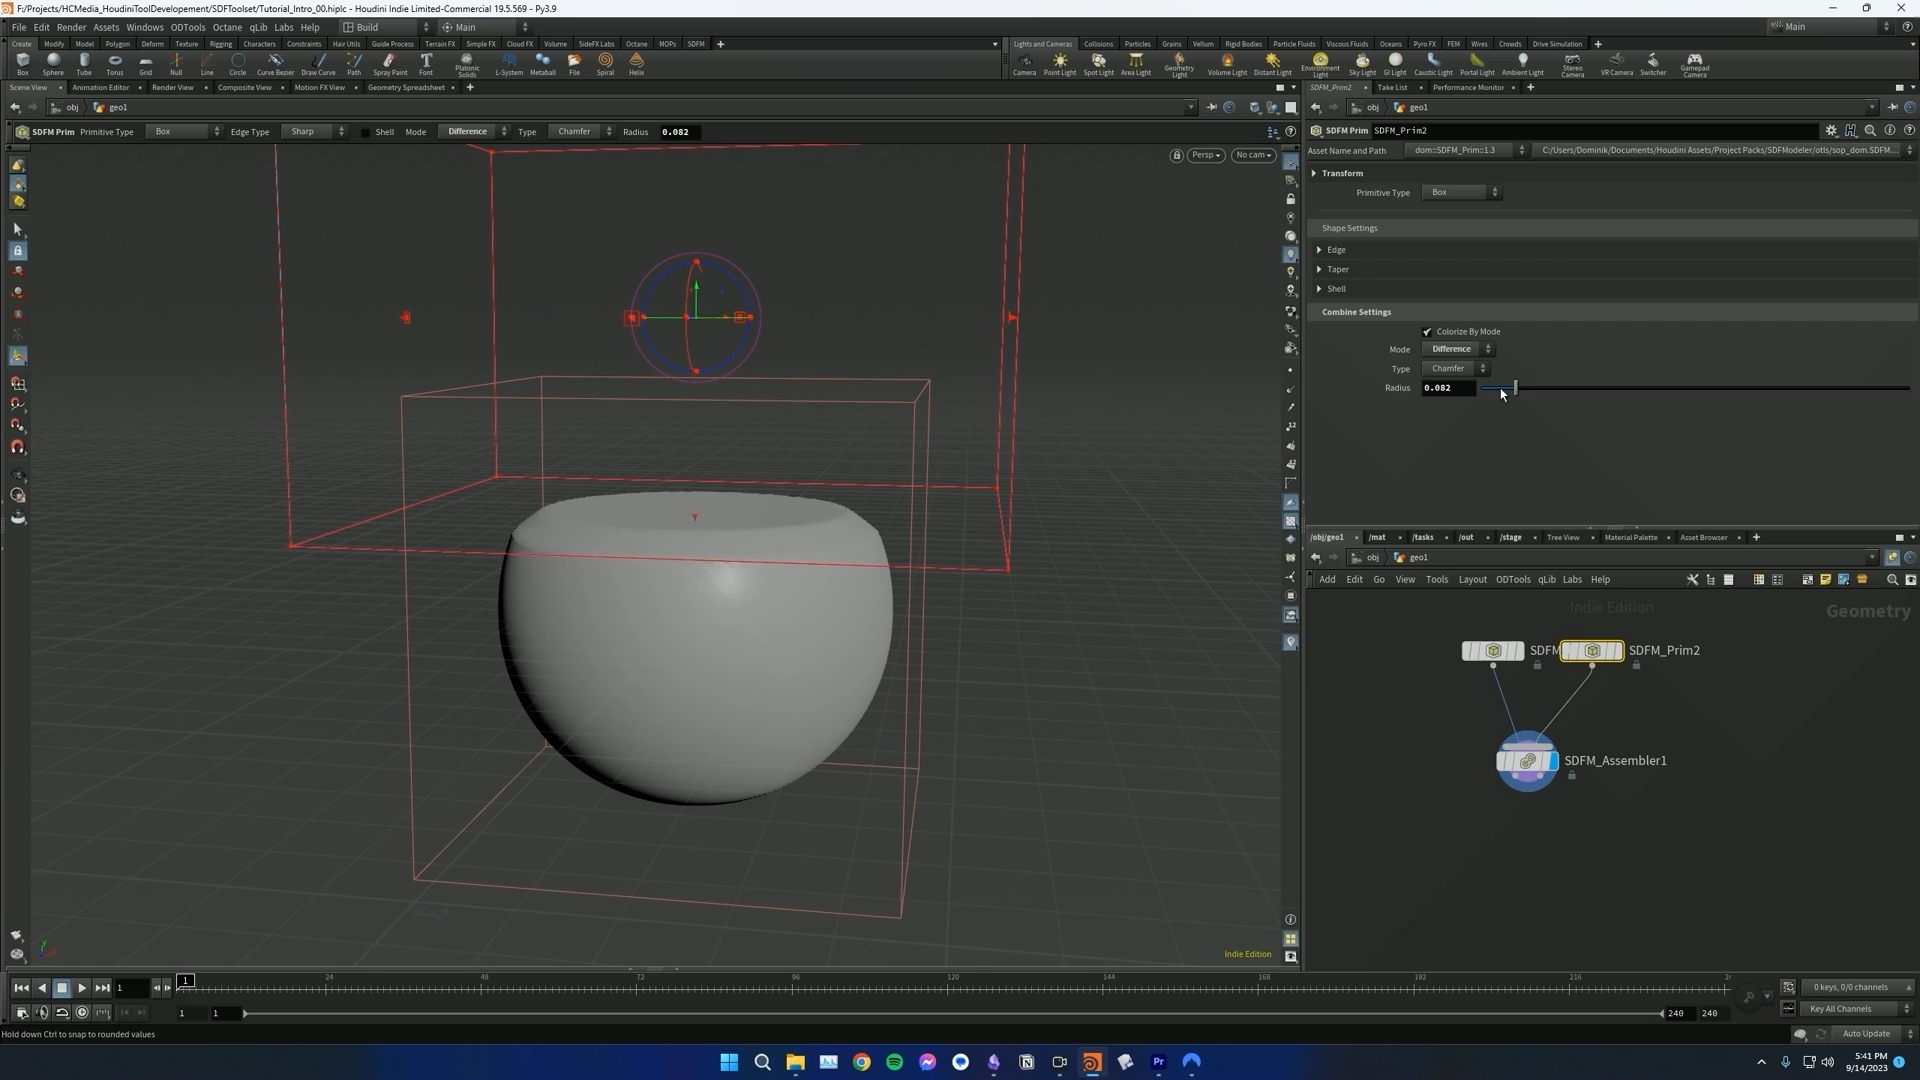 F:/Projects/HCMedia_HoudiniToolDevelopement/SDFToolset/Tutorial_Intro_00.hiplc - Houdini Indie Limited-Commercial 19.5.569 - Py3.9
File Edit Render Assets Windows ODTools Octane qLib Labs Help Build Main Main
Create Modify Model Polygon Deform Texture Rigging Characters Constraints Hair Utils Guide Process Terrain FX Simple FX Cloud FX Volume SideFX Labs Octane MOPs SDFM
Lights and Cameras Collisions Particles Grains Vellum Rigid Bodies Particle Fluids Viscous Fluids Oceans Pyro FX FEM Wires Crowds Drive Simulation
Box Sphere Tube Torus Grid Null Line Circle Curve Bezier Draw Curve Path Spray Paint Font Platonic Solids L-System Metaball File Spiral Helix
Camera Point Light Spot Light Area Light Geometry Light Volume Light Distant Light Environment Light Sky Light GI Light Caustic Light Portal Light Ambient Light Stereo Camera VR Camera Switcher Gamepad Camera
Scene View Animation Editor Render View Composite View Motion FX View Geometry Spreadsheet
SDFM_Prim2 Take List Performance Monitor
obj geo1
obj geo1
SDFM Prim Primitive Type Box Edge Type Sharp Shell Mode Difference Type Chamfer Radius 0.082
SDFM Prim SDFM_Prim2
Asset Name and Path dom::SDFM_Prim::1.3 C:/Users/Dominik/Documents/Houdini Assets/Project Packs/SDFModeler/otls/sop_dom.SDFM...
Persp No cam
Transform
Primitive Type Box
Shape Settings
Edge
Taper
Shell
Combine Settings
Colorize By Mode
Mode Difference
Type Chamfer
Radius 0.082
/obj/geo1 /mat /tasks /out /stage Tree View Material Palette Asset Browser
obj geo1
Add Edit Go View Tools Layout ODTools qLib Labs Help
Indie Edition
Geometry
SDFM SDFM_Prim2
SDFM_Assembler1
y
Indie Edition
1 1 24 48 72 96 120 144 168 192 216
0 keys, 0/0 channels
1 1 240 240 Key All Channels
Hold down Ctrl to snap to rounded values
Auto Update
Pr
5:41 PM
9/14/2023